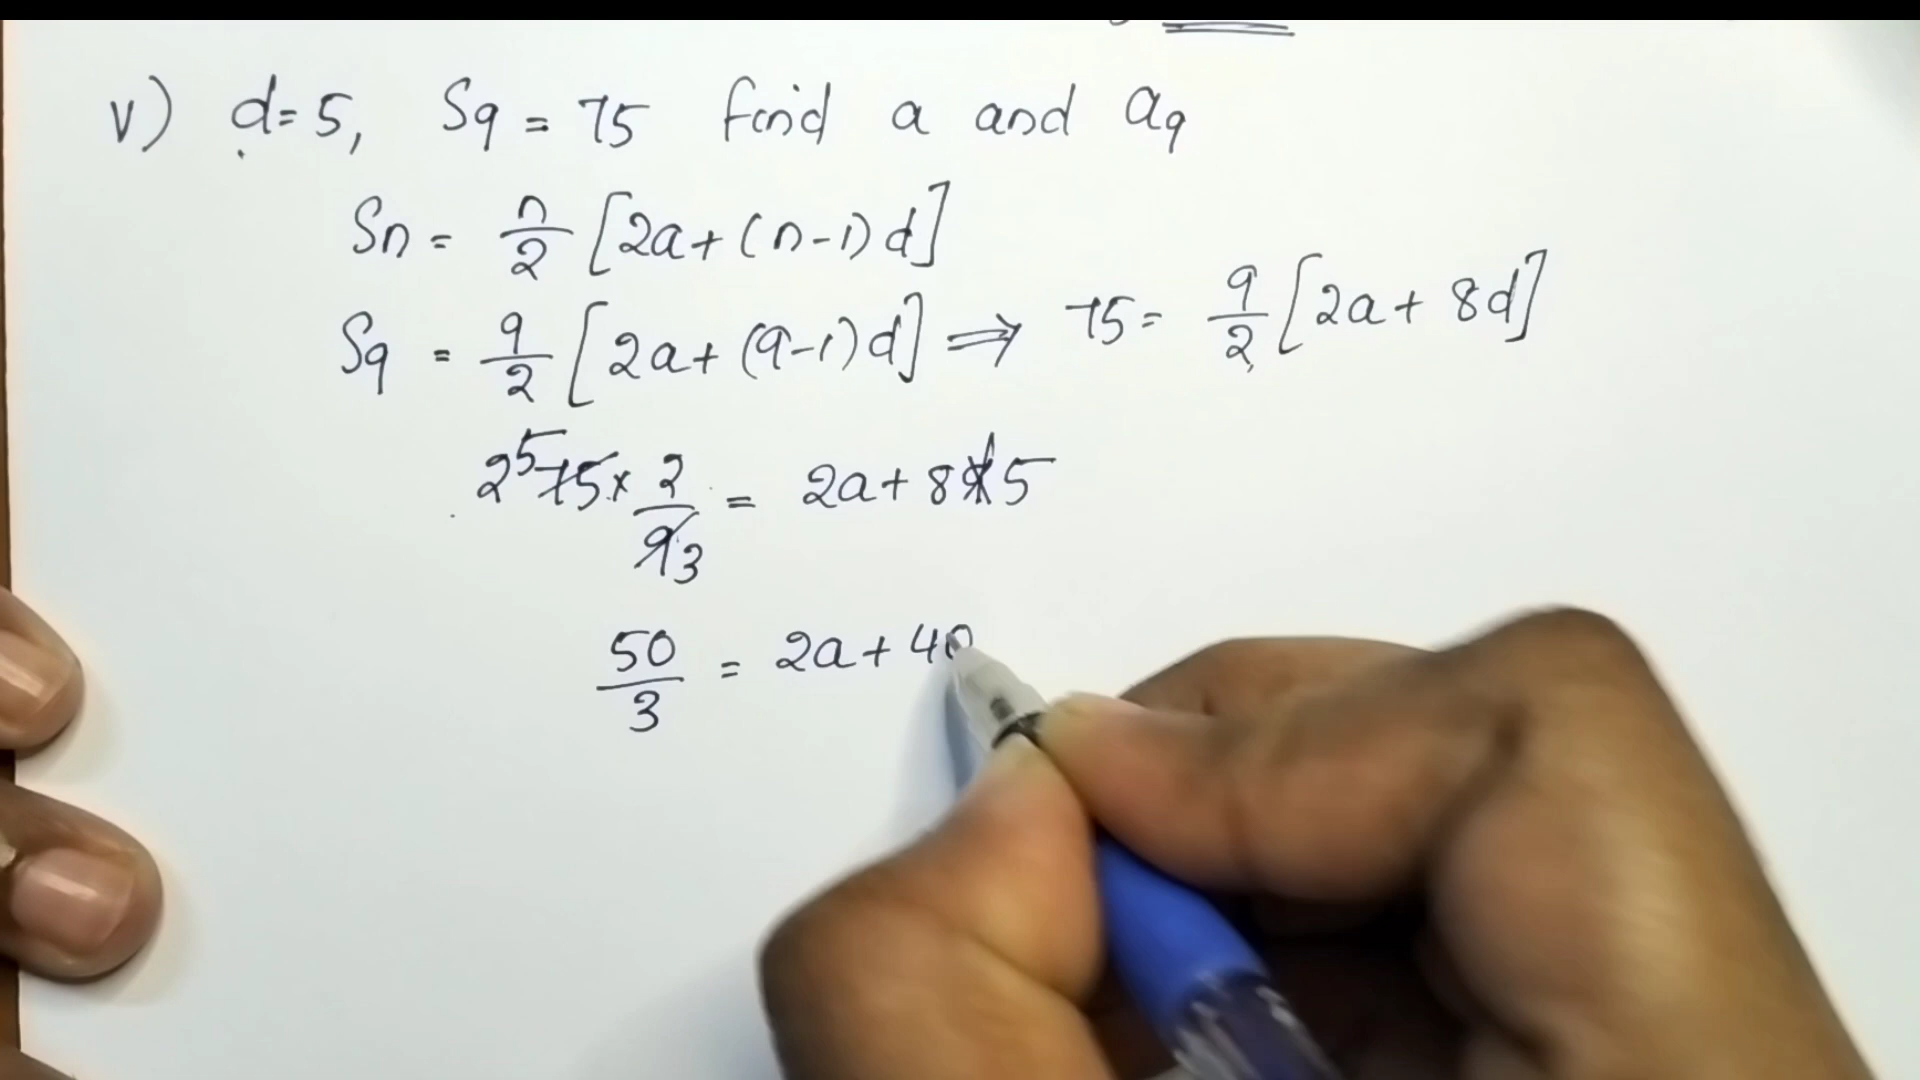 v) d=5, S9 = 75 find a and a9
Sn = n/2 [2a+(n-1)d]
S9 = 9/2 [2a+(9-1)d] ⇒ 75 = 9/2 [2a+8d]
25 75 × 2/9 3 = 2a+8×5
50/3 = 2a+40